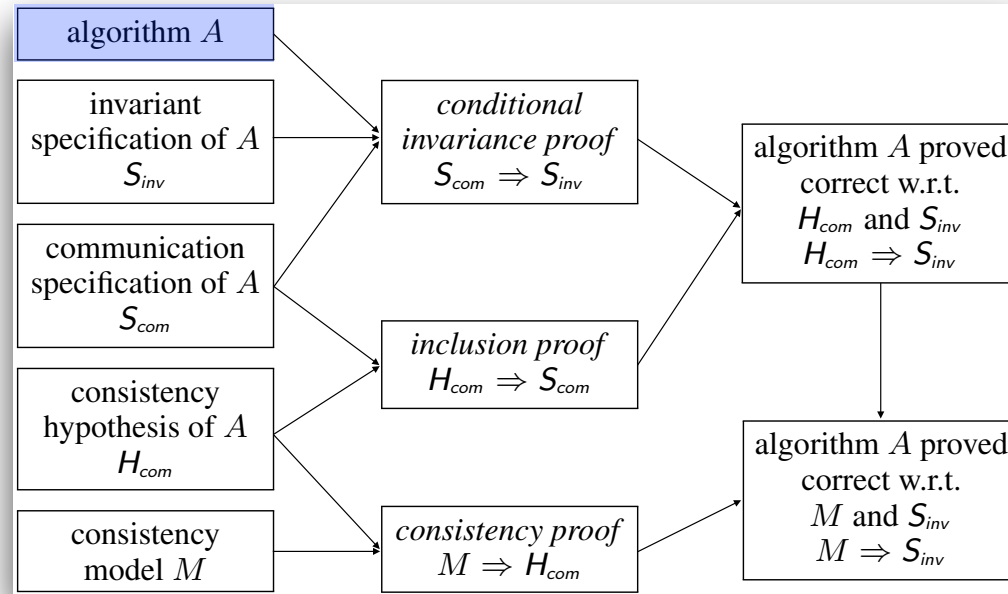 algorithm A
invariant
specification of A
S_inv
communication
specification of A
S_com
consistency
hypothesis of A
H_com
consistency
model M
conditional
invariance proof
S_com ⇒ S_inv
inclusion proof
H_com ⇒ S_com
consistency proof
M ⇒ H_com
algorithm A proved
correct w.r.t.
H_com and S_inv
H_com ⇒ S_inv
algorithm A proved
correct w.r.t.
M and S_inv
M ⇒ S_inv